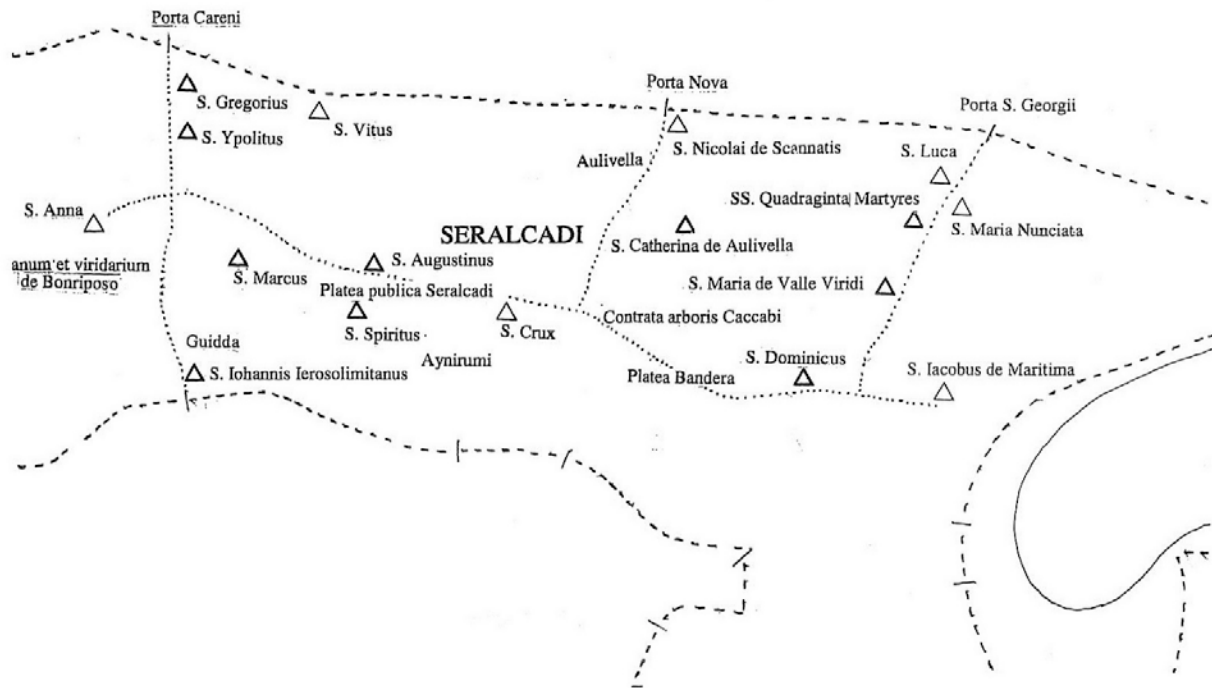 Porta Careni
Porta Nova
Porta S. Georgii
S. Gregorius
S. Ypolitus
S. Vitus
S. Nicolai de Scannatis
Aulivella
S. Luca
SS. Quadraginta Martyres
S. Anna
SERALCADI
S. Catherina de Aulivella
S. Maria Nunciata
anum et viridarium
de Bonriposo
S. Marcus
S. Augustinus
Platea publica Seralcadi
S. Maria de Valle Viridi
S. Spiritus
S. Crux
Contrata arboris Caccabi
Guidda
Aynirumi
S. Dominicus
S. Iohannis Ierosolimitanus
Platea Bandera
S. Iacobus de Maritima